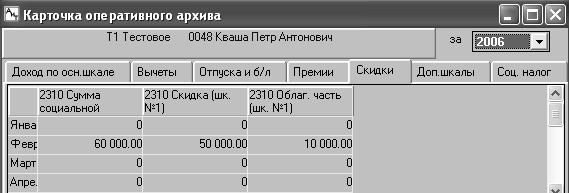 Карточка оперативного архива
Т1 Тестовое 0048 Кваша Петр Антонович за 2006
Доход по осн.шкале Вычеты Отпуска и б/л Премии Скидки Доп.шкалы Соц. налог
2310 Сумма 2310 Скидка (шк. 2310 Облаг. часть
социальной №1) (шк. №1)
Янва 0 0 0
Февр 60 000.00 50 000.00 10 000.00
Март 0 0 0
Апре. 0 0 0